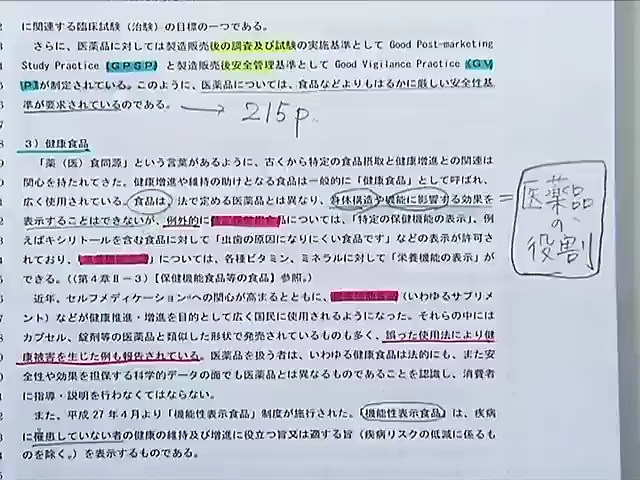 に関連する臨床試験（治験）の目標の一つである。
さらに、医薬品に対しては製造販売後の調査及び試験の実施基準として Good Post-marketing
Study Practice（GPSP）と製造販売後安全管理基準として Good Vigilance Practice（GV
P）が制定されている。このように、医薬品については、食品などよりもはるかに厳しい安全性基
準が要求されているのである。 → 215p.
3）健康食品
「薬（医）食同源」という言葉があるように、古くから特定の食品摂取と健康増進との関連は
関心を持たれてきた。健康増進や維持の助けとなる食品は一般的に「健康食品」として呼ばれ、
広く使用されている。食品は、法で定める医薬品とは異なり、身体構造や機能に影響する効果を
表示することはできないが、例外的に については、「特定の保健機能の表示」、例
えばキシリトールを含む食品に対して「虫歯の原因になりにくい食品です」などの表示が許可さ
れており、 については、各種ビタミン、ミネラルに対して「栄養機能の表示」が
できる。（（第４章Ⅱ－３）【保健機能食品等の食品】参照。）
近年、セルフメディケーションへの関心が高まるとともに、 （いわゆるサプリメ
ント）などが健康推進・増進を目的として広く国民に使用されるようになった。それらの中には
カプセル、錠剤等の医薬品と類似した形状で発売されているものも多く、誤った使用法により健
康被害を生じた例も報告されている。医薬品を扱う者は、いわゆる健康食品は法的にも、また安
全性や効果を担保する科学的データの面でも医薬品とは異なるものであることを認識し、消費者
に指導・説明を行わなくてはならない。
また、平成 27 年４月より「機能性表示食品」制度が施行された。「機能性表示食品」は、疾病
に罹患していない者の健康の維持及び増進に役立つ旨又は適する旨（疾病リスクの低減に係るも
のを除く。）を表示するものである。
= 医薬品
の
役割